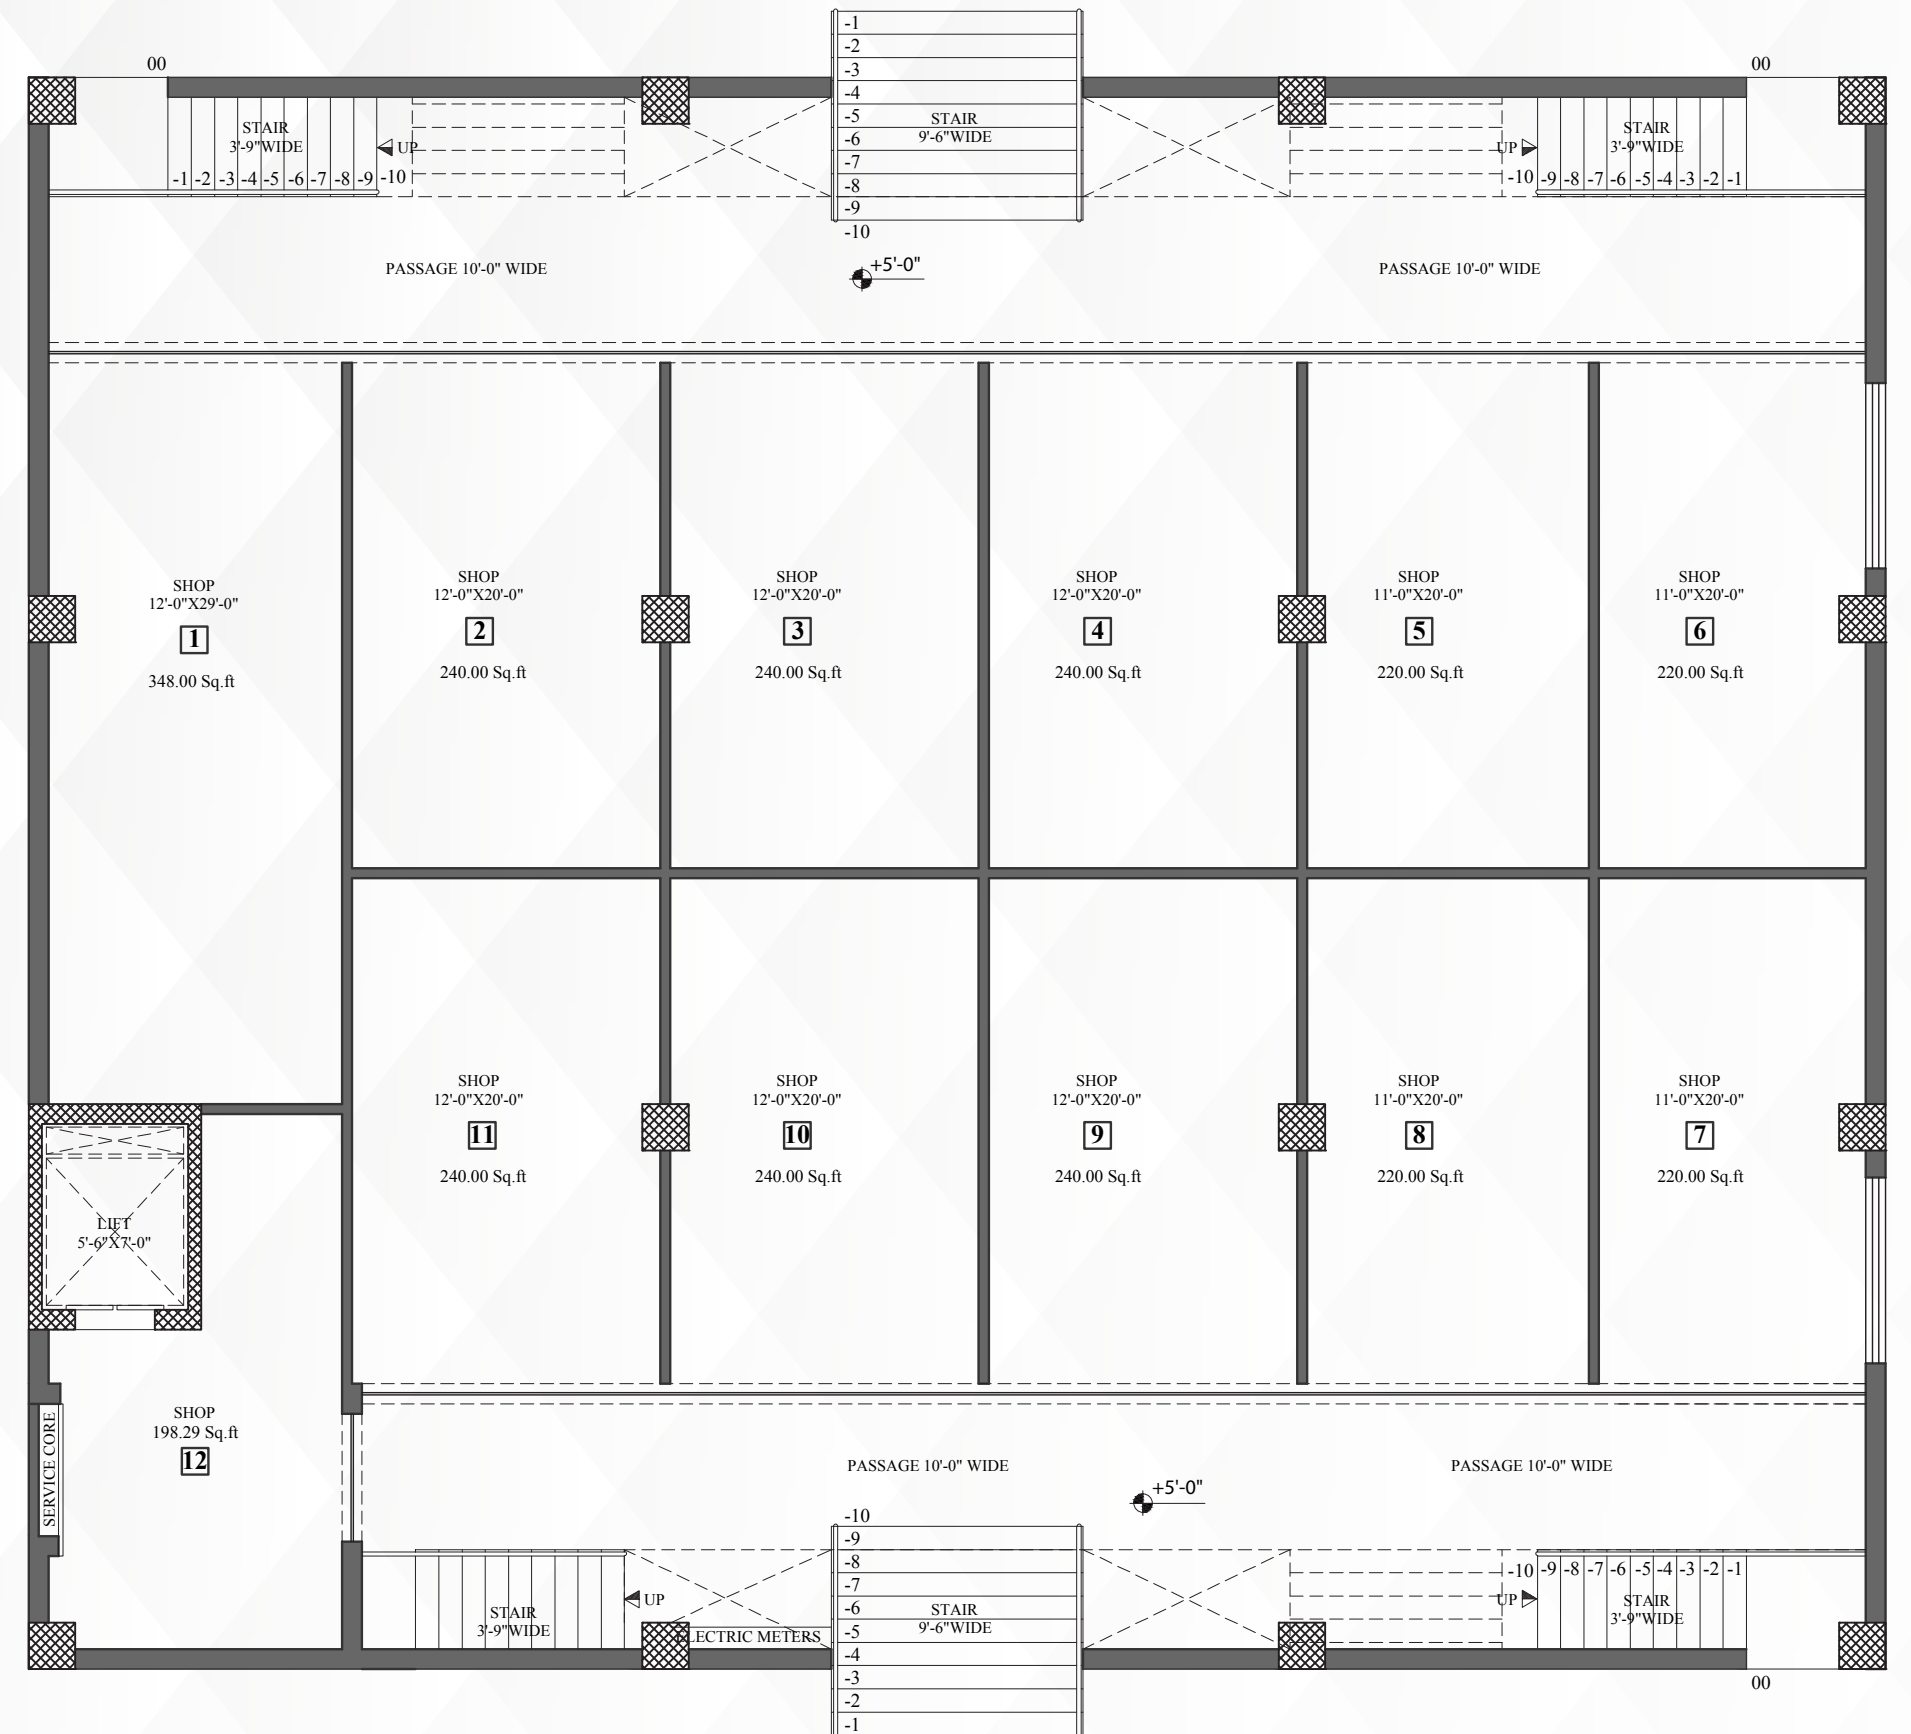 -1
-2
-3
-4
-5
-6
-7
-8
-9
-10
00
00
STAIR
3'-9"WIDE
UP
-1 -2 -3 -4 -5 -6 -7 -8 -9 -10
STAIR
9'-6"WIDE
STAIR
3'-9"WIDE
UP
-10 -9 -8 -7 -6 -5 -4 -3 -2 -1
PASSAGE 10'-0" WIDE
+5'-0"
PASSAGE 10'-0" WIDE
SHOP
12'-0"X29'-0"
1
348.00 Sq.ft
SHOP
12'-0"X20'-0"
2
240.00 Sq.ft
SHOP
12'-0"X20'-0"
3
240.00 Sq.ft
SHOP
12'-0"X20'-0"
4
240.00 Sq.ft
SHOP
11'-0"X20'-0"
5
220.00 Sq.ft
SHOP
11'-0"X20'-0"
6
220.00 Sq.ft
SHOP
12'-0"X20'-0"
11
240.00 Sq.ft
SHOP
12'-0"X20'-0"
10
240.00 Sq.ft
SHOP
12'-0"X20'-0"
9
240.00 Sq.ft
SHOP
11'-0"X20'-0"
8
220.00 Sq.ft
SHOP
11'-0"X20'-0"
7
220.00 Sq.ft
LIFT
5'-6"X7'-0"
SHOP
198.29 Sq.ft
12
SERVICE CORE
PASSAGE 10'-0" WIDE
+5'-0"
PASSAGE 10'-0" WIDE
-10
-9
-8
-7
-6
-5
-4
-3
-2
-1
STAIR
3'-9"WIDE
UP
ELECTRIC METERS
STAIR
9'-6"WIDE
-10 -9 -8 -7 -6 -5 -4 -3 -2 -1
UP
STAIR
3'-9"WIDE
00